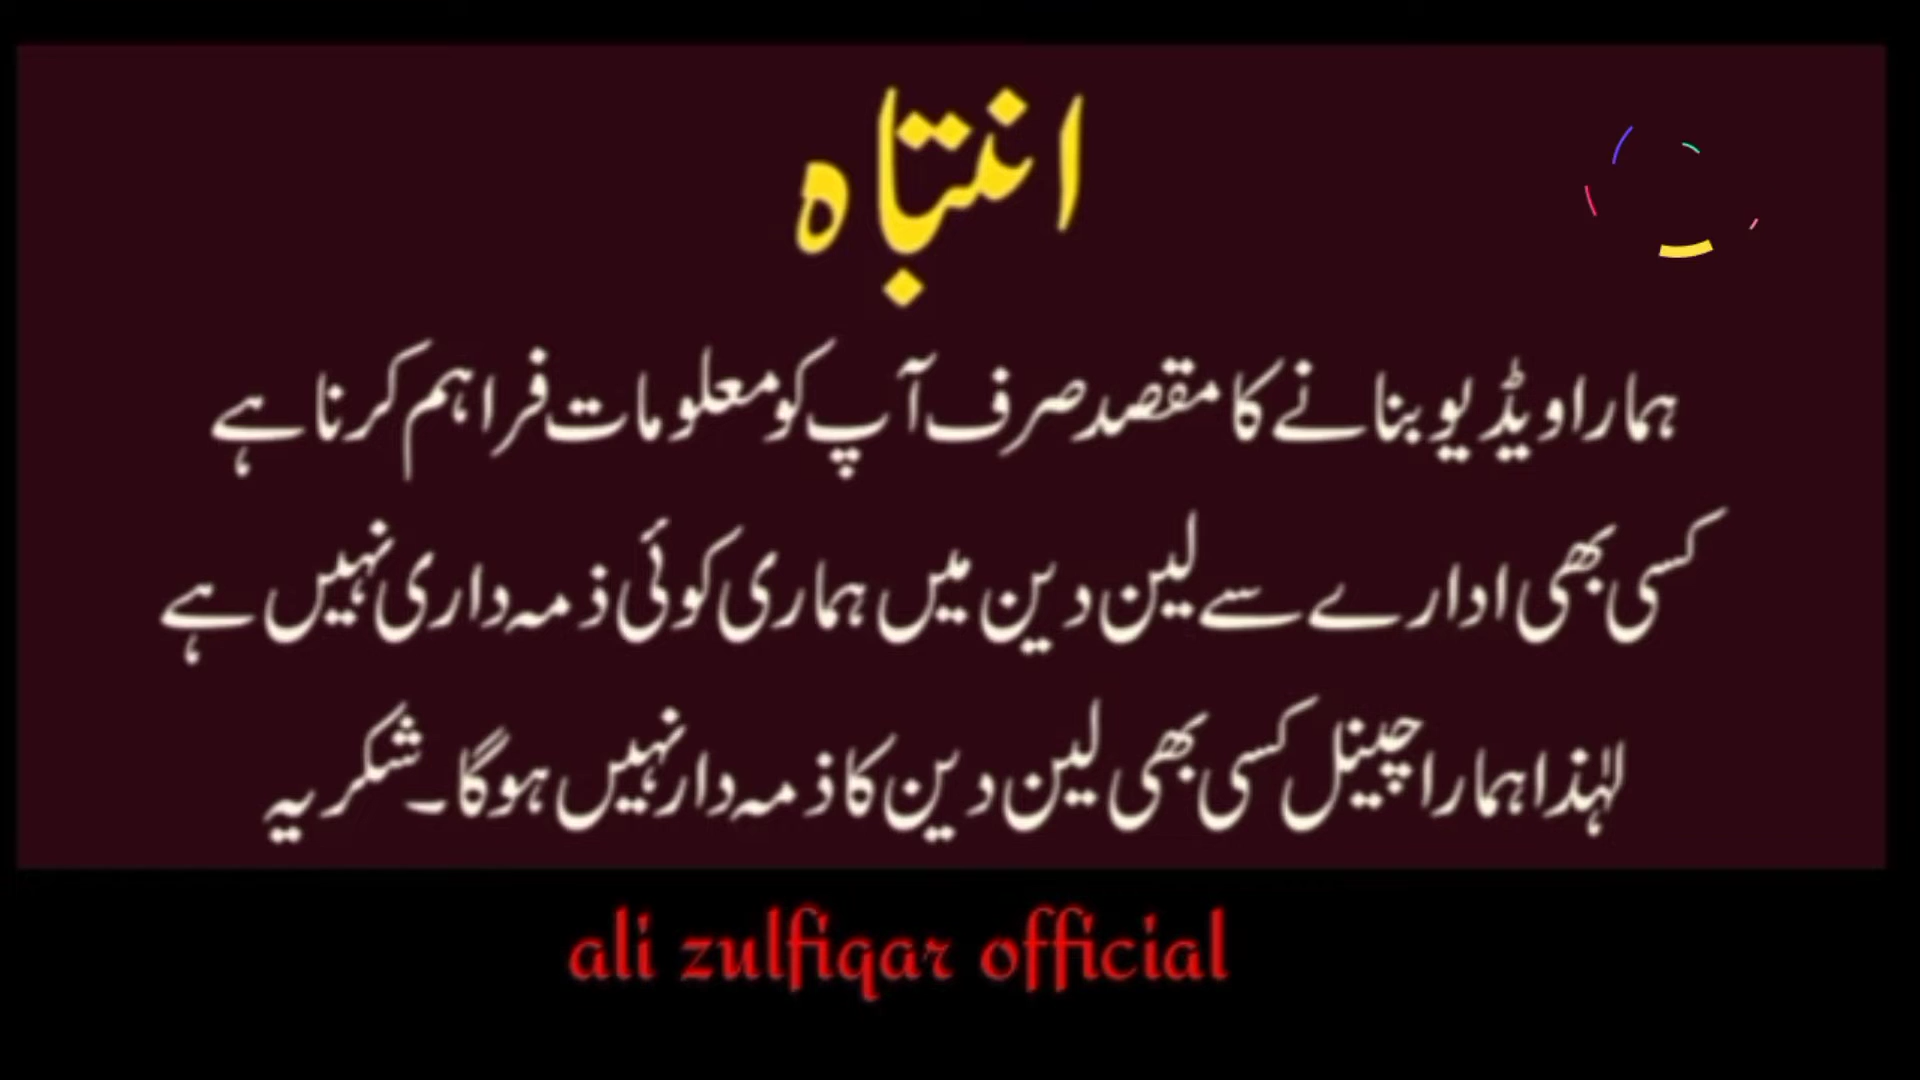 انتباہ
ہمارا ویڈیو بنانے کا مقصد صرف آپ کو معلومات فراہم کرنا ہے
کسی بھی ادارے سے لین دین میں ہماری کوئی ذمہ داری نہیں ہے
لہٰذا ہمارا چینل کسی بھی لین دین کا ذمہ دار نہیں ہوگا۔ شکریہ
ali zulfiqar official